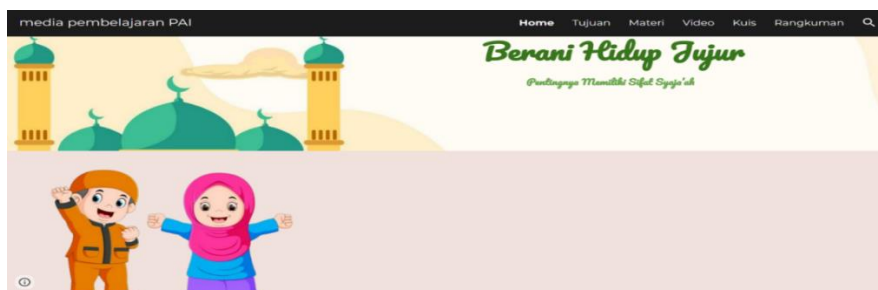 media pembelajaran PAI
Home Tujuan Materi Video Kuis Rangkuman
Berani Hidup Jujur
Pentingnya Memiliki Sifat Syaja'ah